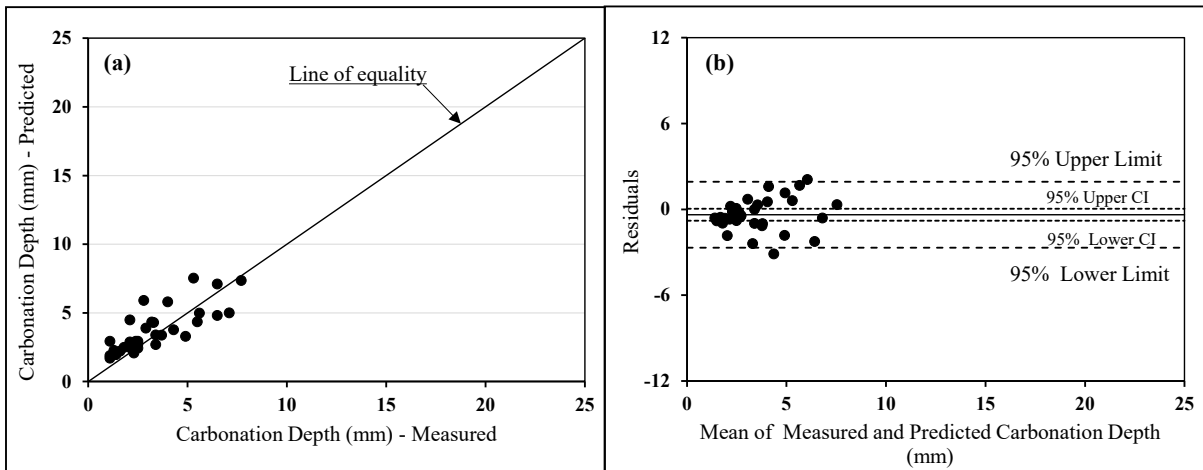 25
20
15
10
5
0
Carbonation Depth (mm) - Predicted
(a)
Line of equality
0 5 10 15 20 25
Carbonation Depth (mm) - Measured
12
6
0
-6
-12
Residuals
(b)
95% Upper Limit
95% Upper CI
95% Lower CI
95% Lower Limit
0 5 10 15 20 25
Mean of Measured and Predicted Carbonation Depth
(mm)